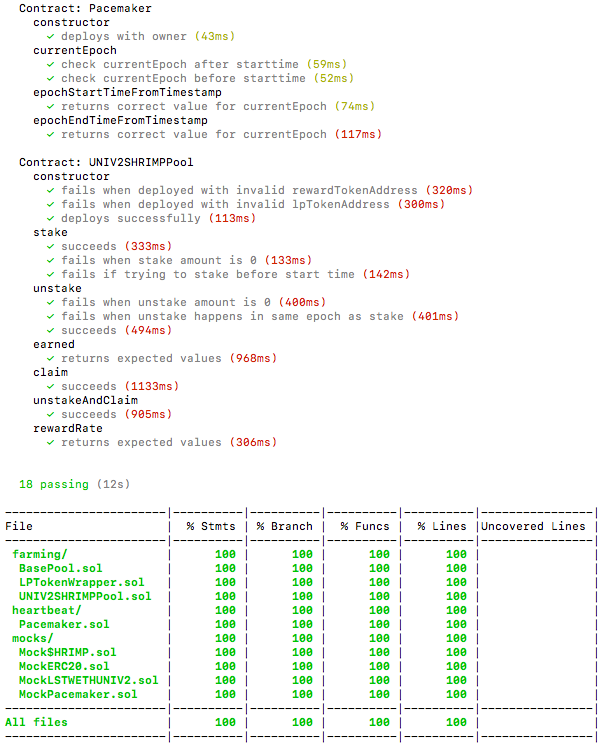 Contract: Pacemaker
constructor
✓ deploys with owner (43ms)
currentEpoch
✓ check currentEpoch after starttime (59ms)
✓ check currentEpoch before starttime (52ms)
epochStartTimeFromTimestamp
✓ returns correct value for currentEpoch (74ms)
epochEndTimeFromTimestamp
✓ returns correct value for currentEpoch (117ms)
Contract: UNIV2SHRIMPPool
constructor
✓ fails when deployed with invalid rewardTokenAddress (320ms)
✓ fails when deployed with invalid lpTokenAddress (300ms)
✓ deploys successfully (113ms)
stake
✓ succeeds (333ms)
✓ fails when stake amount is 0 (133ms)
✓ fails if trying to stake before start time (142ms)
unstake
✓ fails when unstake amount is 0 (400ms)
✓ fails when unstake happens in same epoch as stake (401ms)
✓ succeeds (494ms)
earned
✓ returns expected values (968ms)
claim
✓ succeeds (1133ms)
unstakeAndClaim
✓ succeeds (905ms)
rewardRate
✓ returns expected values (306ms)
18 passing (12s)
File | % Stmts | % Branch | % Funcs | % Lines |Uncovered Lines |
farming/ | 100 | 100 | 100 | 100 | |
BasePool.sol | 100 | 100 | 100 | 100 | |
LPTokenWrapper.sol | 100 | 100 | 100 | 100 | |
UNIV2SHRIMPPool.sol | 100 | 100 | 100 | 100 | |
heartbeat/ | 100 | 100 | 100 | 100 | |
Pacemaker.sol | 100 | 100 | 100 | 100 | |
mocks/ | 100 | 100 | 100 | 100 | |
Mock$HRIMP.sol | 100 | 100 | 100 | 100 | |
MockERC20.sol | 100 | 100 | 100 | 100 | |
MockLSTWETHUNIV2.sol | 100 | 100 | 100 | 100 | |
MockPacemaker.sol | 100 | 100 | 100 | 100 | |
All files | 100 | 100 | 100 | 100 | |